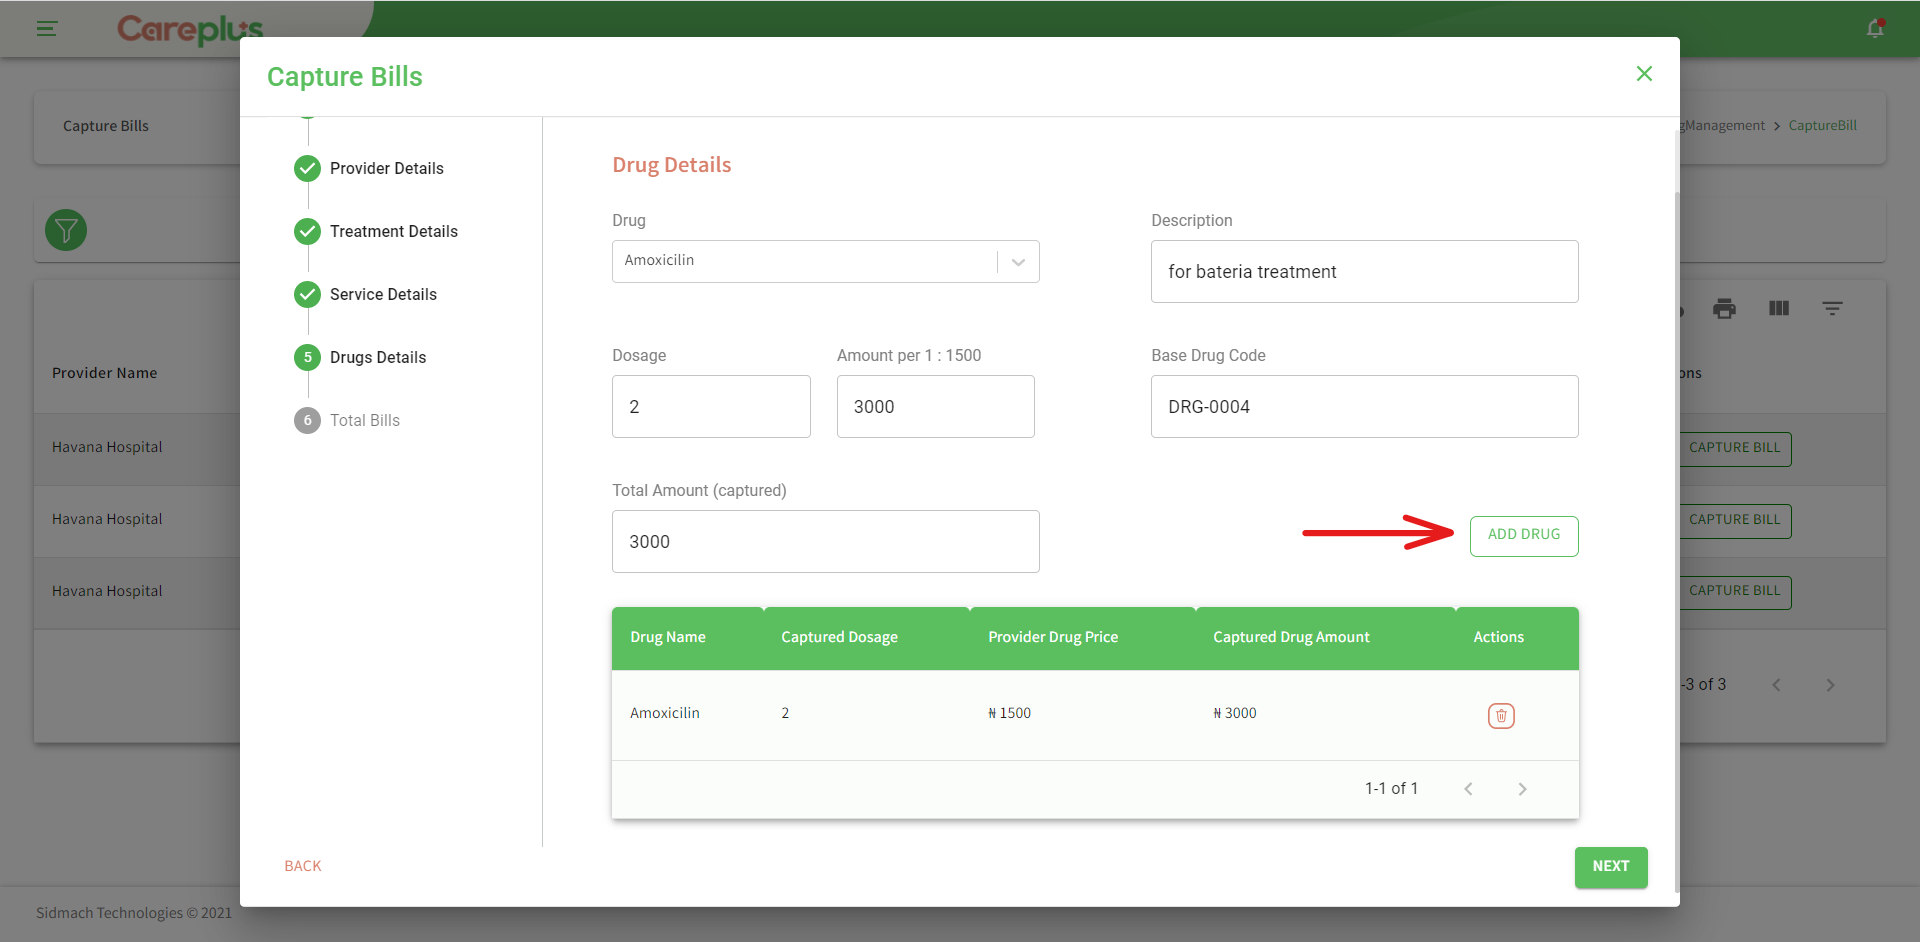 Careplus
Capture Bills
Capture Bills
gManagement > CaptureBill
Provider Details
Treatment Details
Service Details
5 Drugs Details
6 Total Bills
Drug Details
Drug
Description
Amoxicilin
for bateria treatment
Dosage
Amount per 1 : 1500
Base Drug Code
2
3000
DRG-0004
Total Amount (captured)
3000
ADD DRUG
Drug Name Captured Dosage Provider Drug Price Captured Drug Amount Actions
Amoxicilin 2 ₦ 1500 ₦ 3000
1-1 of 1
BACK
NEXT
Provider Name
ons
Havana Hospital
CAPTURE BILL
Havana Hospital
CAPTURE BILL
Havana Hospital
CAPTURE BILL
-3 of 3
Sidmach Technologies © 2021